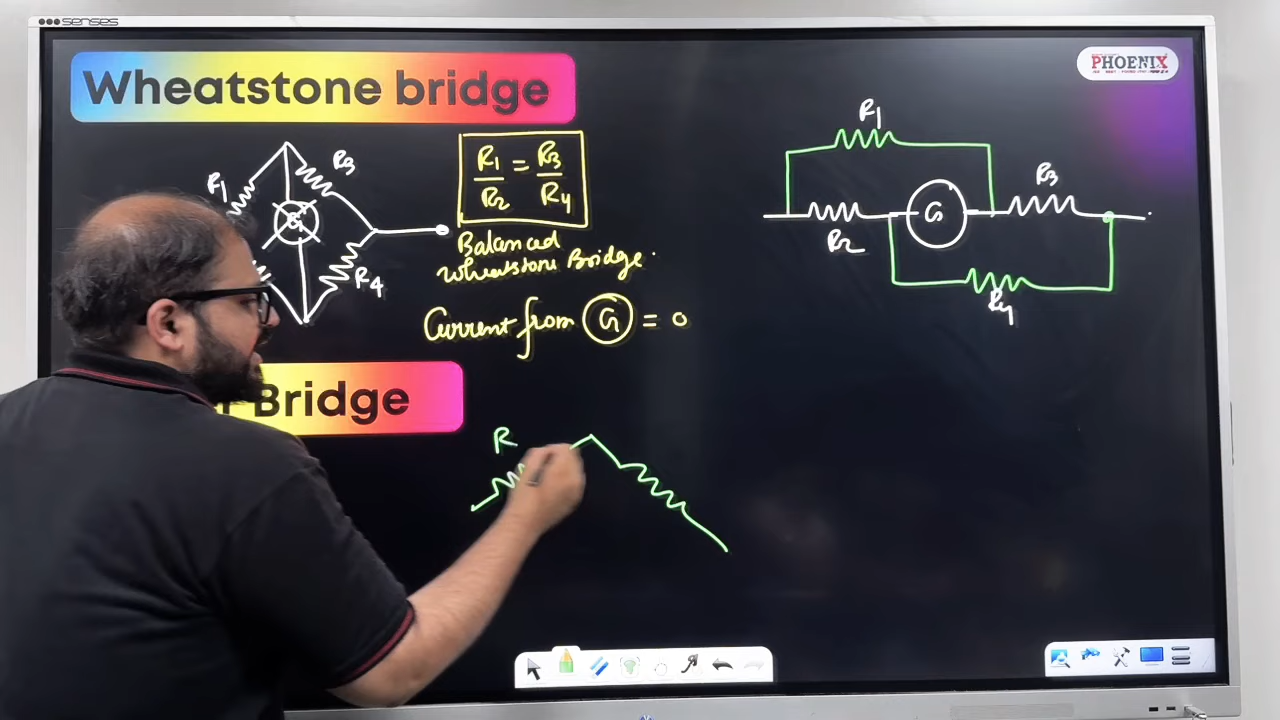 senses
Wheatstone bridge
PHOENIX
R1
R3
R1/R2 = R3/R4
Balanced
Wheatstone Bridge.
R4
G
Current from G = 0
Bridge
R
R1
R2
G
R3
R4